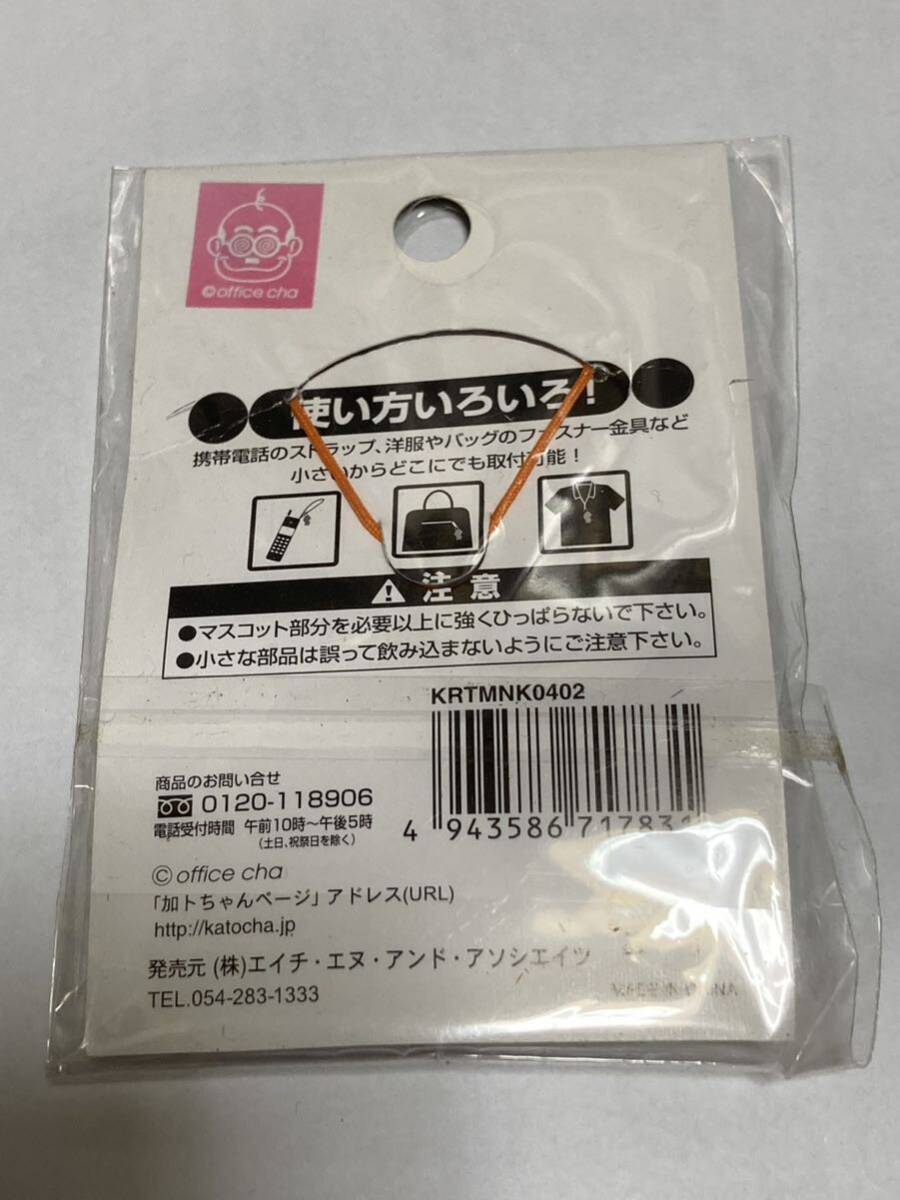 ©office cha
使い方いろいろ!
携帯電話のストラップ、洋服やバッグのファスナー金具など
小さいからどこにでも取付可能!
注意
●マスコット部分を必要以上に強くひっぱらないで下さい。
●小さな部品は誤って飲み込まないようにご注意下さい。
KRTMNK0402
4 943586 717831
商品のお問い合せ
0120-118906
電話受付時間 午前10時〜午後5時
(土日、祝祭日を除く)
©office cha
「加トちゃんページ」アドレス(URL)
http://katocha.jp
発売元 (株)エイチ・エヌ・アンド・アソシエイツ
TEL.054-283-1333
MADE IN CHINA